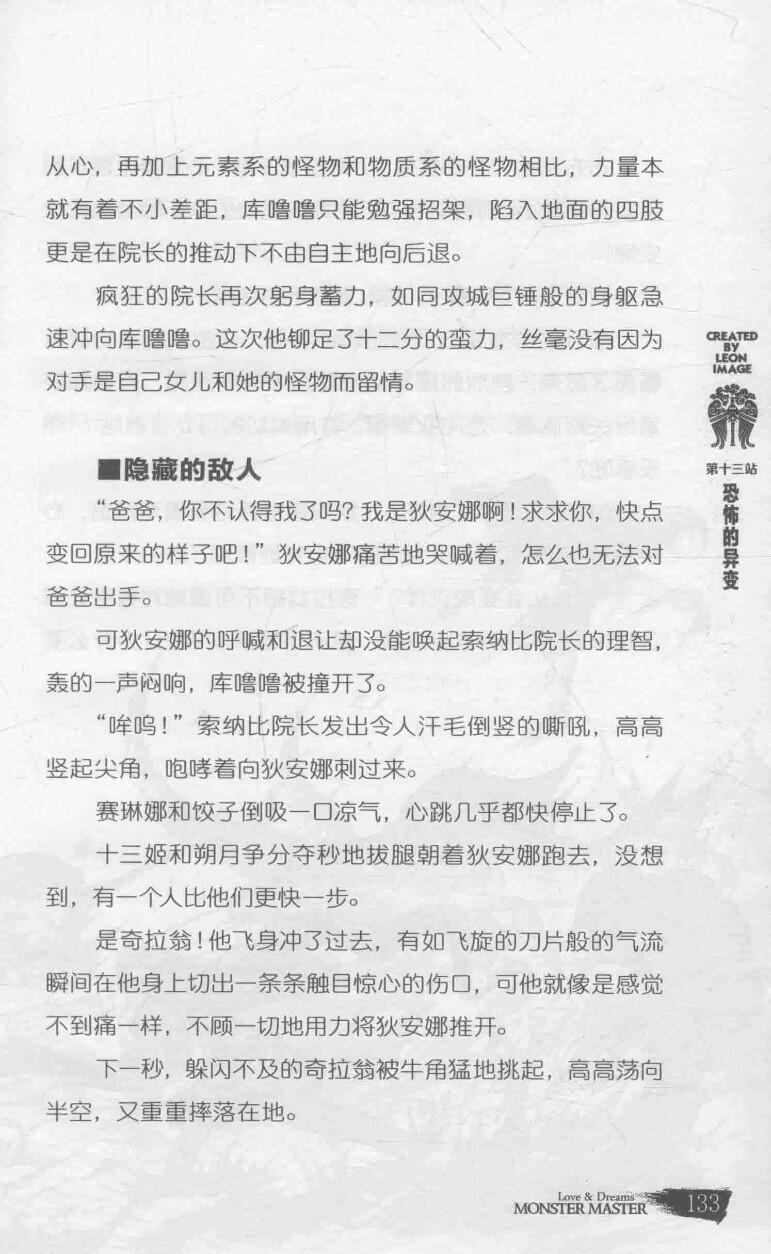 从心，再加上元素系的怪物和物质系的怪物相比，力量本
就有着不小差距，库噜噜只能勉强招架，陷入地面的四肢
更是在院长的推动下不由自主地向后退。
疯狂的院长再次躬身蓄力，如同攻城巨锤般的身躯急
速冲向库噜噜。这次他铆足了十二分的蛮力，丝毫没有因为
对手是自己女儿和她的怪物而留情。
■隐藏的敌人
“爸爸，你不认得我了吗？我是狄安娜啊！求求你，快点
变回原来的样子吧！”狄安娜痛苦地哭喊着，怎么也无法对
爸爸出手。
可狄安娜的呼喊和退让却没能唤起索纳比院长的理智，
轰的一声闷响，库噜噜被撞开了。
“哞呜！”索纳比院长发出令人汗毛倒竖的嘶吼，高高
竖起尖角，咆哮着向狄安娜刺过来。
赛琳娜和饺子倒吸一口凉气，心跳几乎都快停止了。
十三姬和朔月争分夺秒地拔腿朝着狄安娜跑去，没想
到，有一个人比他们更快一步。
是奇拉翁！他飞身冲了过去，有如飞旋的刀片般的气流
瞬间在他身上切出一条条触目惊心的伤口，可他就像是感觉
不到痛一样，不顾一切地用力将狄安娜推开。
下一秒，躲闪不及的奇拉翁被牛角猛地挑起，高高荡向
半空，又重重摔落在地。
CREATED
BY
LEON
IMAGE
第十三站
恐怖的异变
Love & Dreams
MONSTER MASTER 133